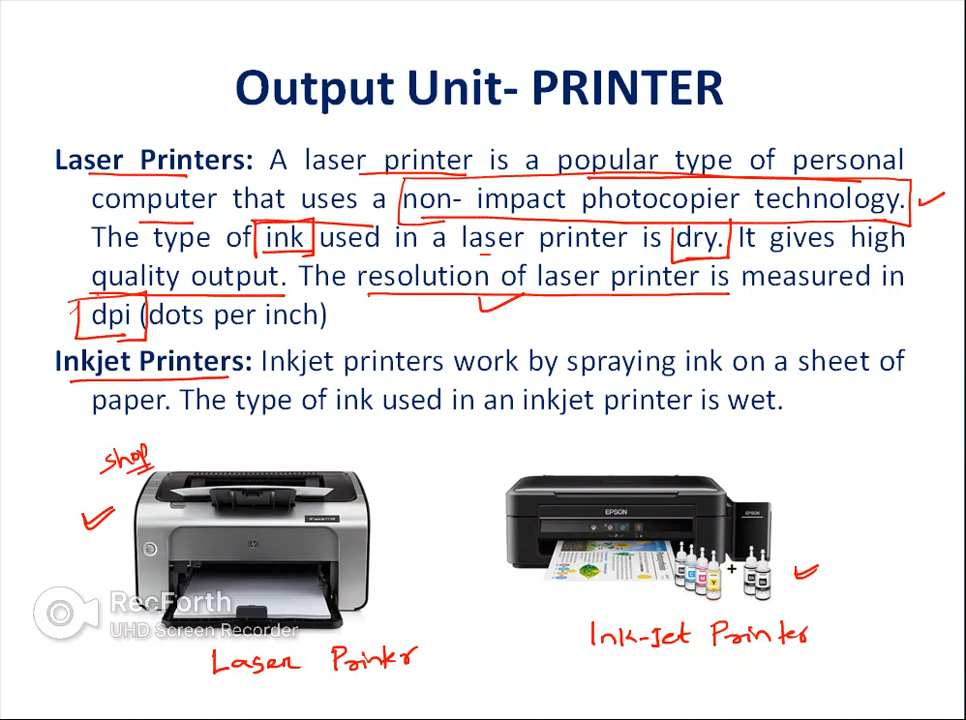 Output Unit- PRINTER
Laser Printers: A laser printer is a popular type of personal
computer that uses a non- impact photocopier technology.
The type of ink used in a laser printer is dry. It gives high
quality output. The resolution of laser printer is measured in
dpi (dots per inch)
Inkjet Printers: Inkjet printers work by spraying ink on a sheet of
paper. The type of ink used in an inkjet printer is wet.
shop
EPSON
EPSON
hp
RecForth
UHD Screen Recorder
Laser Printer
Ink-Jet Printer